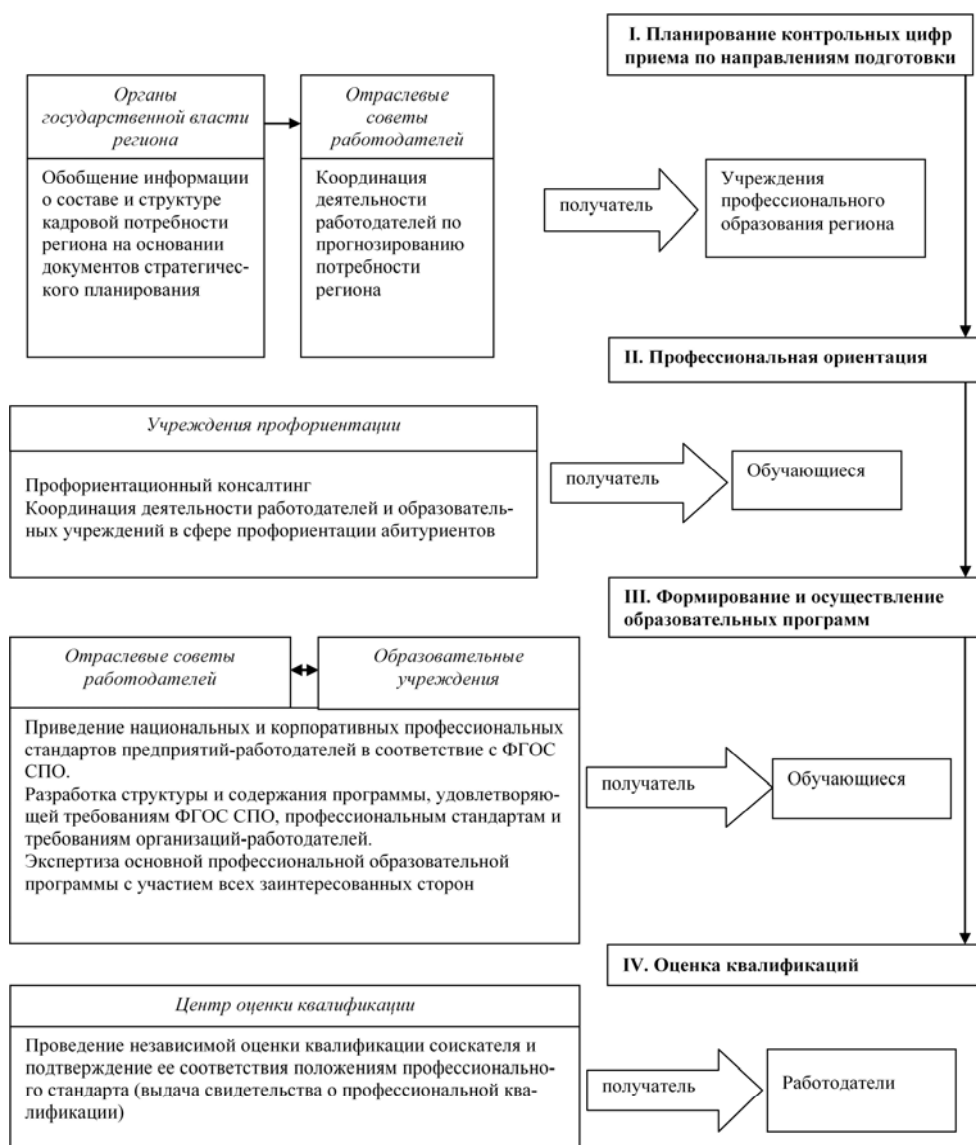 I. Планирование контрольных цифр
приема по направлениям подготовки
Органы
государственной власти
региона
Обобщение информации
о составе и структуре
кадровой потребности
региона на основании
документов стратегичес-
кого планирования
Отраслевые
советы
работодателей
Координация
деятельности
работодателей по
прогнозированию
потребности
региона
получатель
Учреждения
профессионального
образования региона
II. Профессиональная ориентация
Учреждения профориентации
Профориентационный консалтинг
Координация деятельности работодателей и образователь-
ных учреждений в сфере профориентации абитуриентов
получатель
Обучающиеся
III. Формирование и осуществление
образовательных программ
Отраслевые советы
работодателей
Образовательные
учреждения
Приведение национальных и корпоративных профессиональных
стандартов предприятий-работодателей в соответствие с ФГОС
СПО.
Разработка структуры и содержания программы, удовлетворяю-
щей требованиям ФГОС СПО, профессиональным стандартам и
требованиям организаций-работодателей.
Экспертиза основной профессиональной образовательной
программы с участием всех заинтересованных сторон
получатель
Обучающиеся
IV. Оценка квалификаций
Центр оценки квалификации
Проведение независимой оценки квалификации соискателя и
подтверждение ее соответствия положениям профессионально-
го стандарта (выдача свидетельства о профессиональной ква-
лификации)
получатель
Работодатели